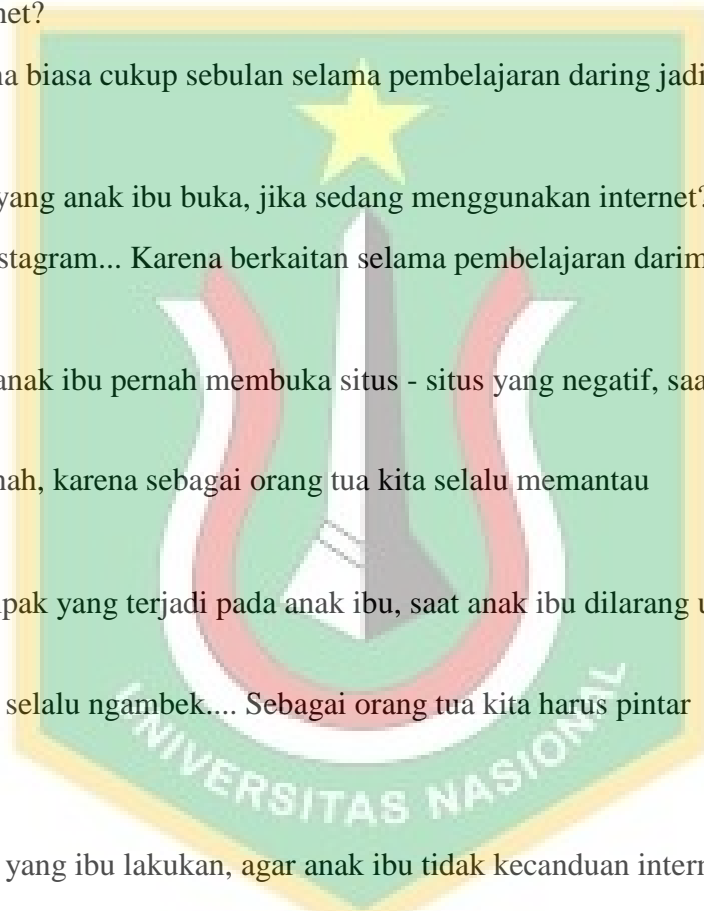 net?
na biasa cukup sebulan selama pembelajaran daring jadi
yang anak ibu buka, jika sedang menggunakan internet?
stagram... Karena berkaitan selama pembelajaran darim
anak ibu pernah membuka situs - situs yang negatif, saa
nah, karena sebagai orang tua kita selalu memantau
npak yang terjadi pada anak ibu, saat anak ibu dilarang u
selalu ngambek.... Sebagai orang tua kita harus pintar
UNIVERSITAS NASIONAL
yang ibu lakukan, agar anak ibu tidak kecanduan intern